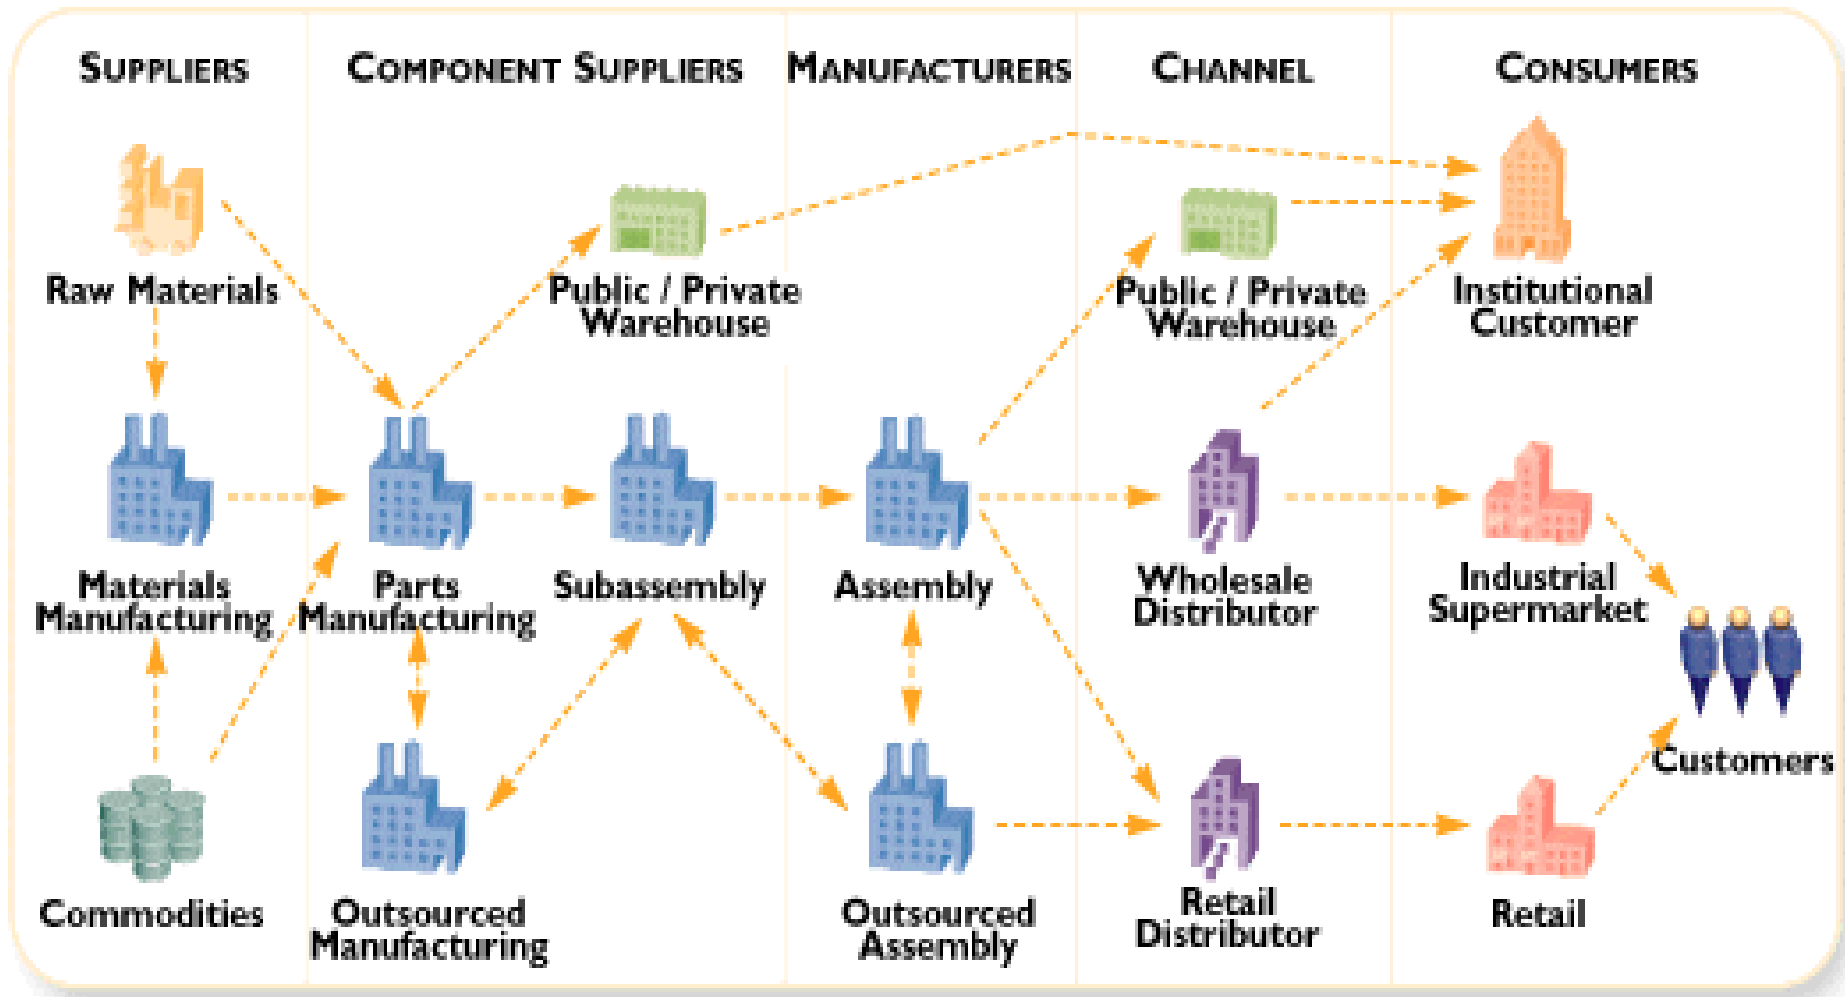 SUPPLIERS
COMPONENT SUPPLIERS
MANUFACTURERS
CHANNEL
CONSUMERS
Raw Materials
Public / Private
Warehouse
Public / Private
Warehouse
Institutional
Customer
Materials
Manufacturing
Parts
Manufacturing
Subassembly
Assembly
Wholesale
Distributor
Industrial
Supermarket
Customers
Commodities
Outsourced
Manufacturing
Outsourced
Assembly
Retail
Distributor
Retail